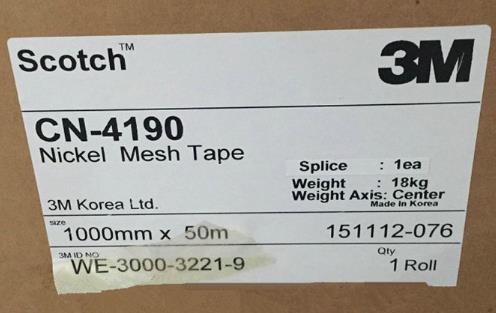 Scotch™
3M
CN-4190
Nickel Mesh Tape
Splice : 1ea
Weight : 18kg
Weight Axis: Center
Made In Korea
3M Korea Ltd.
size
1000mm x 50m
151112-076
3M ID NO
WE-3000-3221-9
Qty
1 Roll